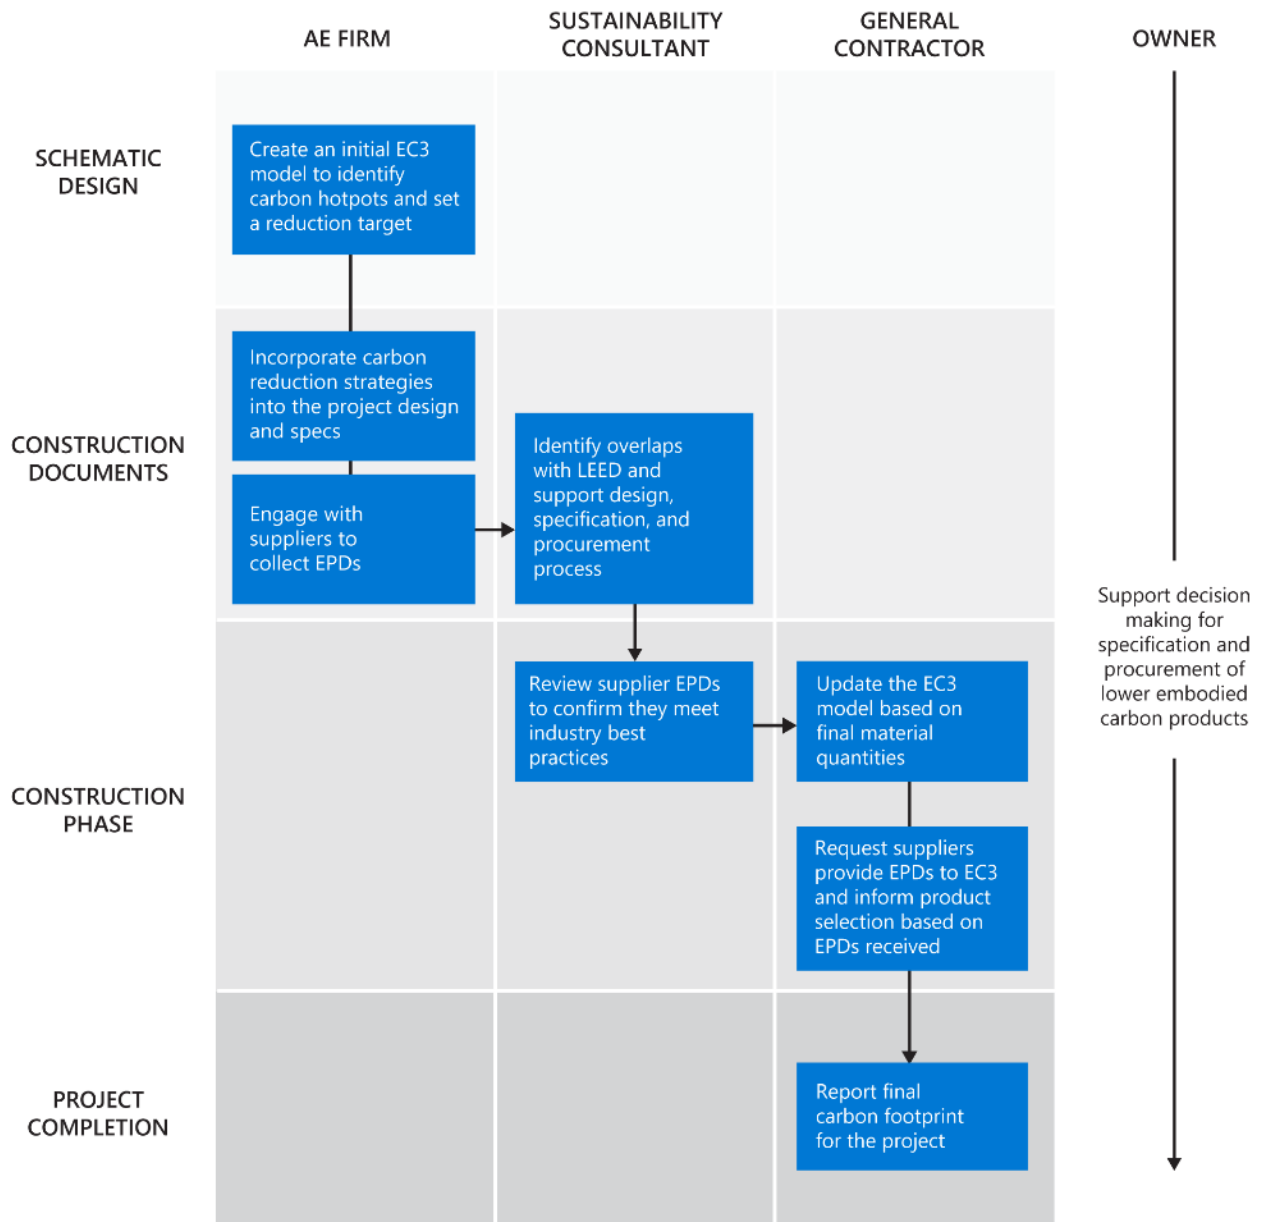 AE FIRM
SUSTAINABILITY
CONSULTANT
GENERAL
CONTRACTOR
OWNER
SCHEMATIC
DESIGN
Create an initial EC3
model to identify
carbon hotpots and set
a reduction target
CONSTRUCTION
DOCUMENTS
Incorporate carbon
reduction strategies
into the project design
and specs
Engage with
suppliers to
collect EPDs
Identify overlaps
with LEED and
support design,
specification, and
procurement
process
CONSTRUCTION
PHASE
Review supplier EPDs
to confirm they meet
industry best
practices
Update the EC3
model based on
final material
quantities
Request suppliers
provide EPDs to EC3
and inform product
selection based on
EPDs received
Support decision
making for
specification and
procurement of
lower embodied
carbon products
PROJECT
COMPLETION
Report final
carbon footprint
for the project